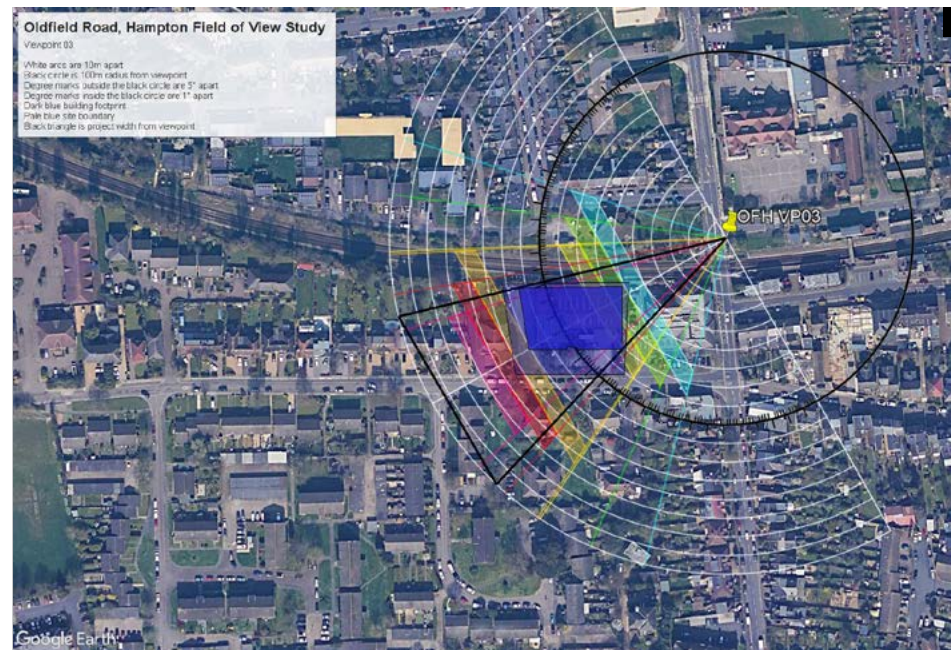 Oldfield Road, Hampton Field of View Study
Viewpoint 03
White arcs are 10m apart
Black circle is 100m radius from viewpoint
Degree marks outside the black circle are 5° apart
Degree marks inside the black circle are 1° apart
Dark blue building footprint
Pale blue site boundary
Black triangle is project width from viewpoint
OFH VP03
Google Earth